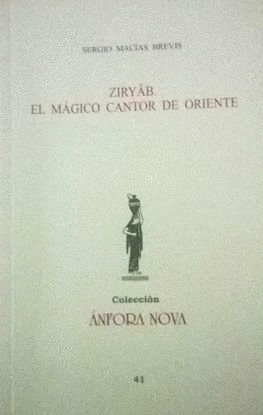 SERGIO MACÍAS BREVIS
ZIRYÂB.
EL MÁGICO CANTOR DE ORIENTE
Colección
ÁNFORA NOVA
41